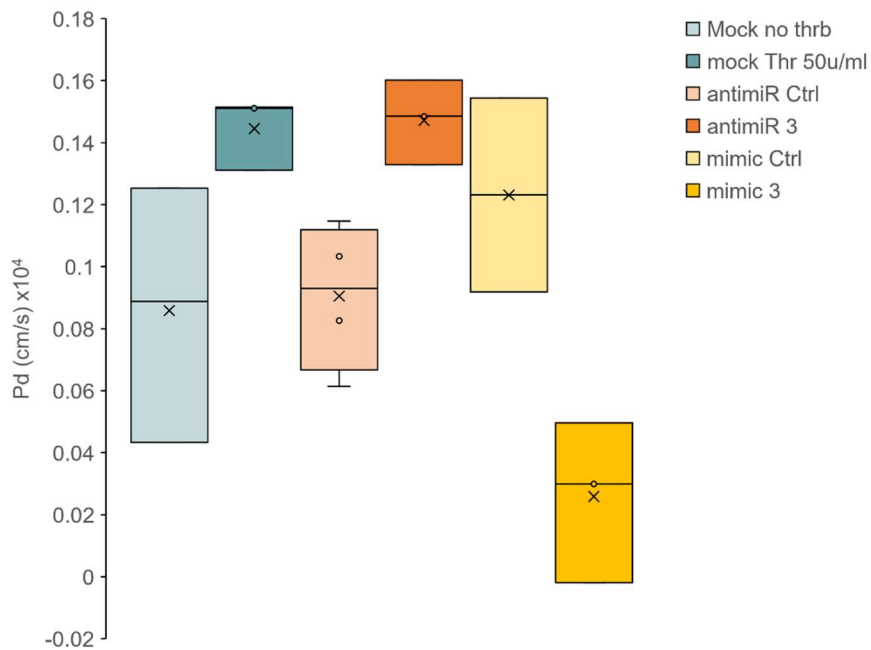 0.18
0.16
0.14
0.12
0.1
0.08
0.06
0.04
0.02
0
-0.02
Pd (cm/s) x10⁴
Mock no thrb
mock Thr 50u/ml
antimiR Ctrl
antimiR 3
mimic Ctrl
mimic 3